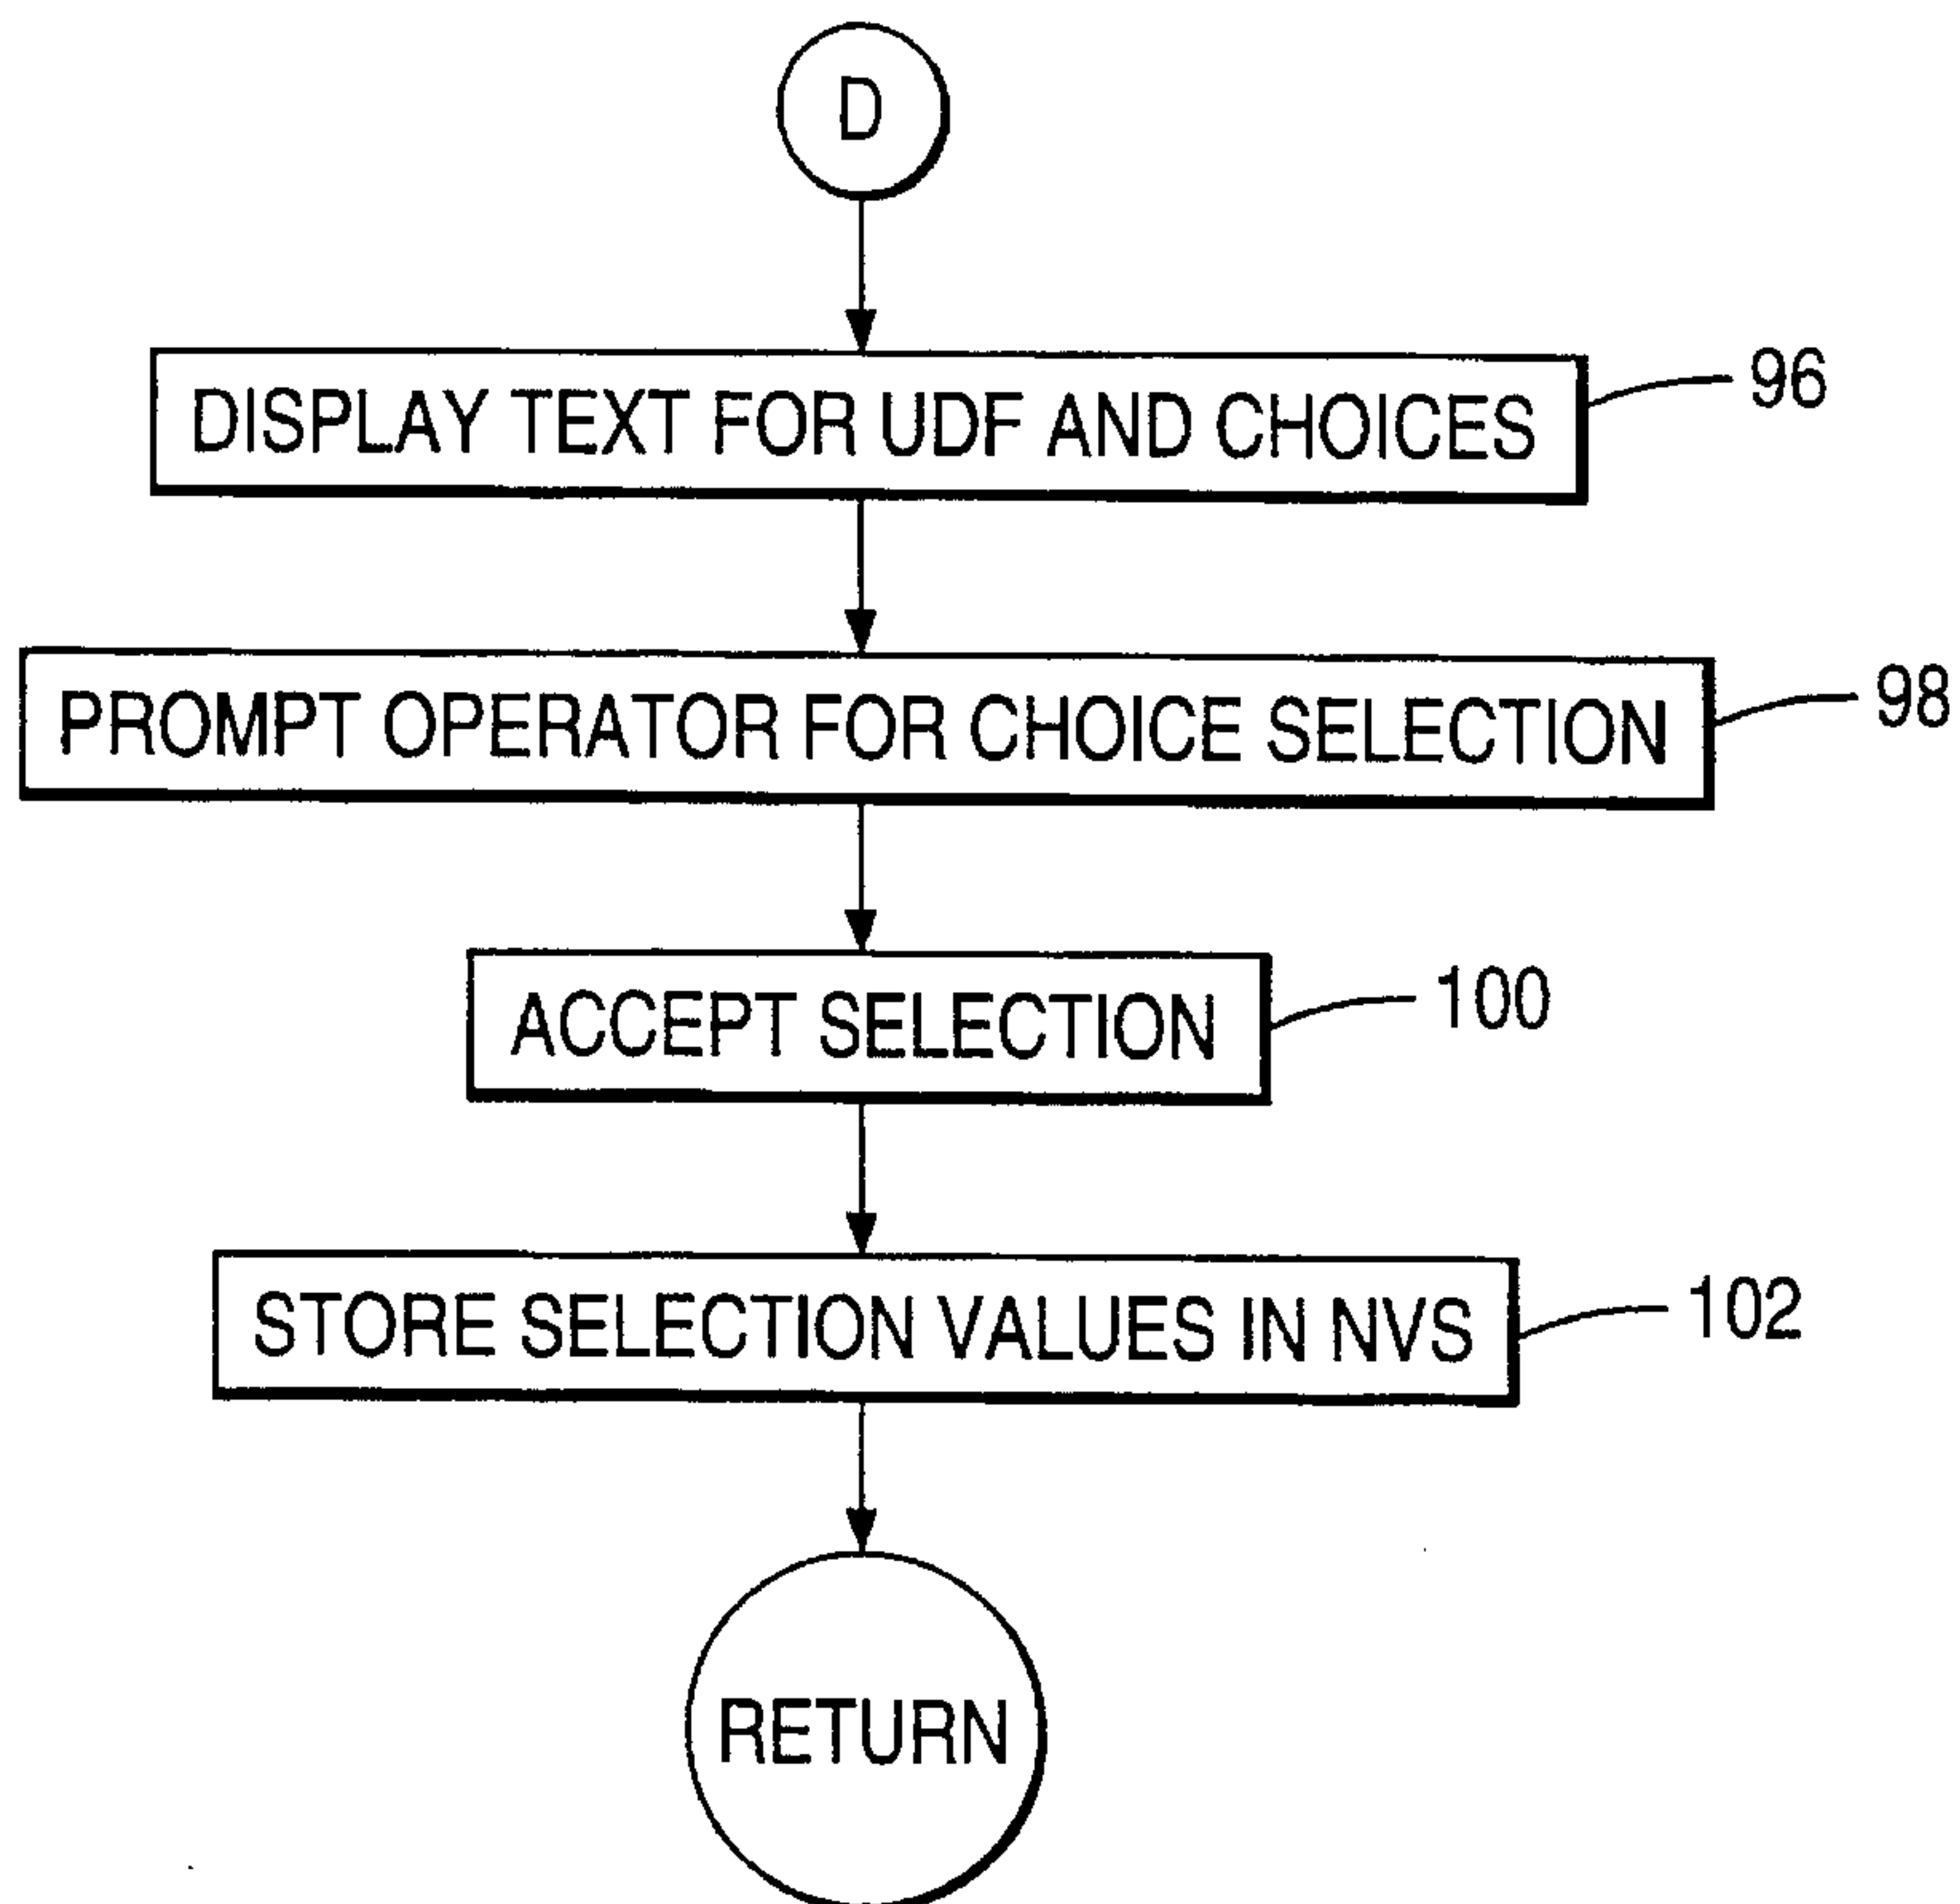 D
DISPLAY TEXT FOR UDF AND CHOICES
96
PROMPT OPERATOR FOR CHOICE SELECTION
98
ACCEPT SELECTION
100
STORE SELECTION VALUES IN NVS
102
RETURN